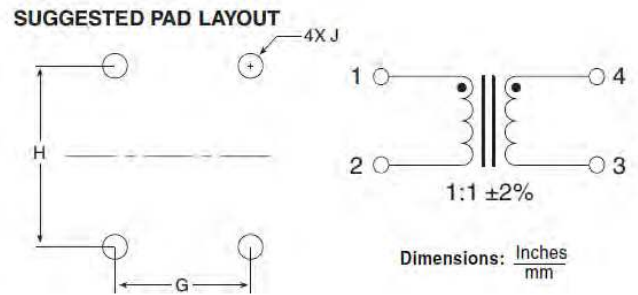 SUGGESTED PAD LAYOUT
4X J
H
G
1
4
2
3
1:1 ±2%
Dimensions: Inches
mm